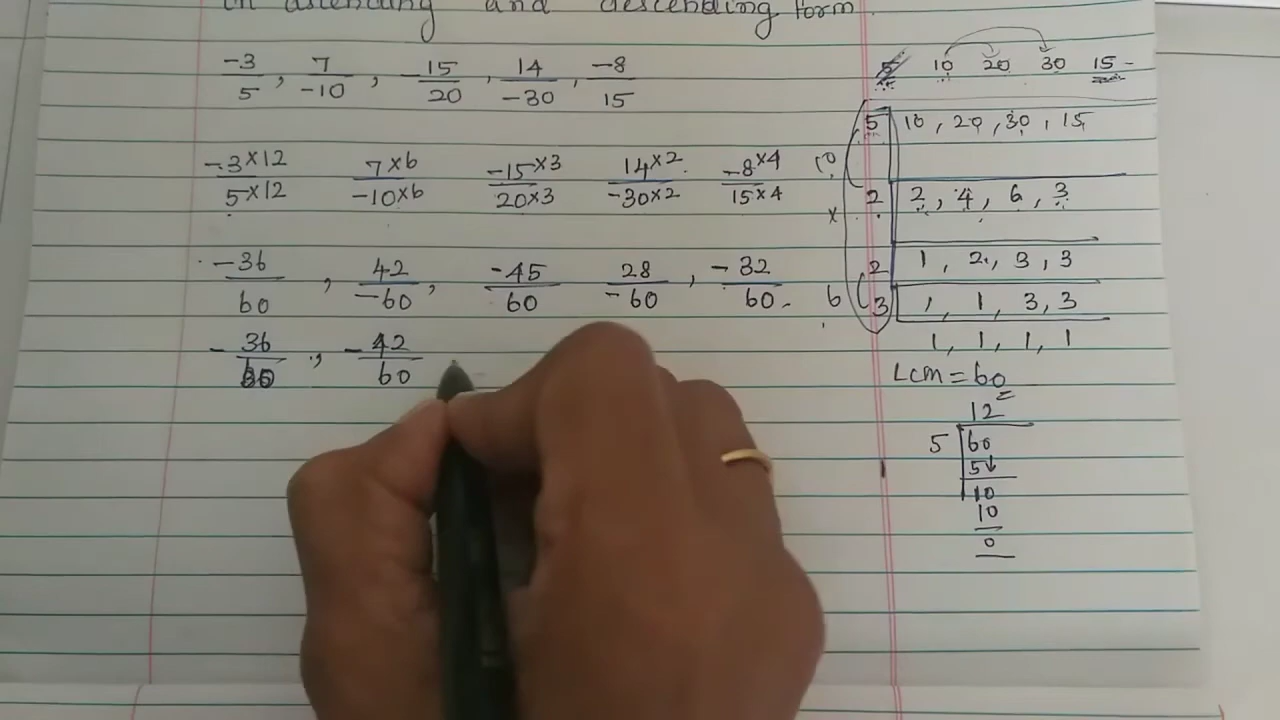 in ascending and descending form.
-3/5, 7/-10, -15/20, 14/-30, -8/15
-3×12/5×12 7×6/-10×6 -15×3/20×3 14×2/-30×2 -8×4/15×4
-36/60, 42/-60, -45/60 28/-60, -32/60
-36/60, -42/60
5 10 20 30 15
5 10, 20, 30, 15
10
2 2, 4, 6, 3
×
2 1, 2, 3, 3
6 3 1, 1, 3, 3
1, 1, 1, 1
LCM = 60
12
5 60
5↓
10
10
0